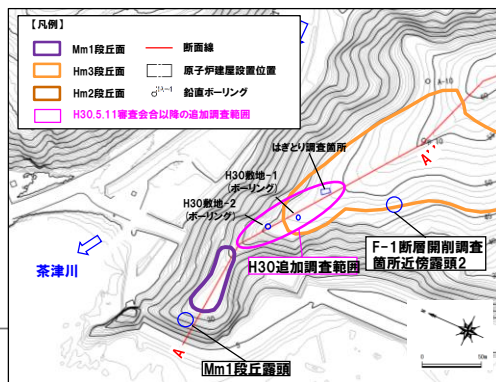 【凡例】
Mm1段丘面
断面線
Hm3段丘面
原子炉建屋設置位置
Hm2段丘面
鉛直ボーリング
H30.5.11審査会合以降の追加調査範囲
A-10
A''
はぎとり調査箇所
H30敷地-1
(ボーリング)
H30敷地-2
(ボーリング)
F-1断層開削調査
箇所近傍露頭2
H30追加調査範囲
茶津川
A
Mm1段丘露頭
0
50m